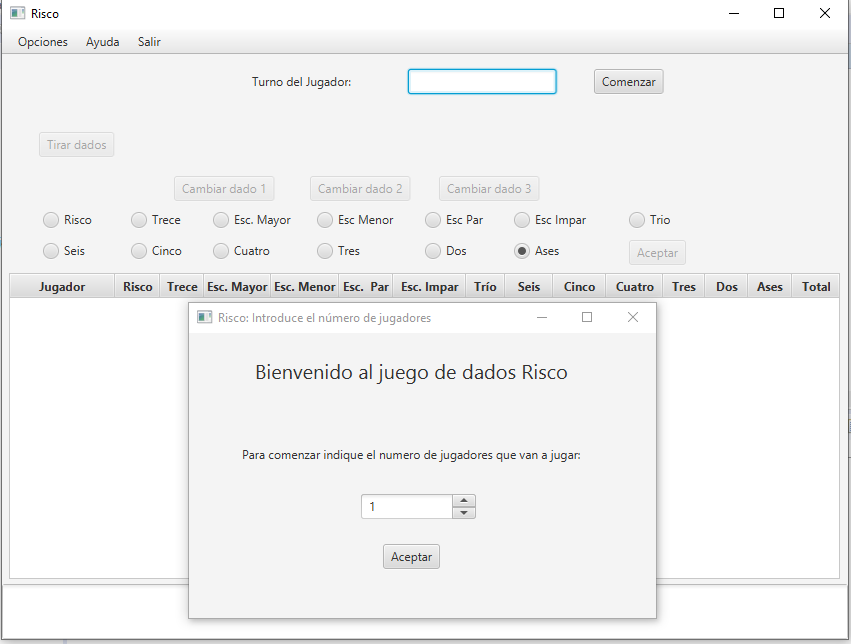 Risco
Opciones Ayuda Salir
Turno del Jugador: Comenzar
Tirar dados
Cambiar dado 1 Cambiar dado 2 Cambiar dado 3
Risco Trece Esc. Mayor Esc Menor Esc Par Esc Impar Trio
Seis Cinco Cuatro Tres Dos Ases Aceptar
Jugador Risco Trece Esc. Mayor Esc. Menor Esc. Par Esc. Impar Trío Seis Cinco Cuatro Tres Dos Ases Total
Risco: Introduce el número de jugadores
Bienvenido al juego de dados Risco
Para comenzar indique el numero de jugadores que van a jugar:
1
Aceptar